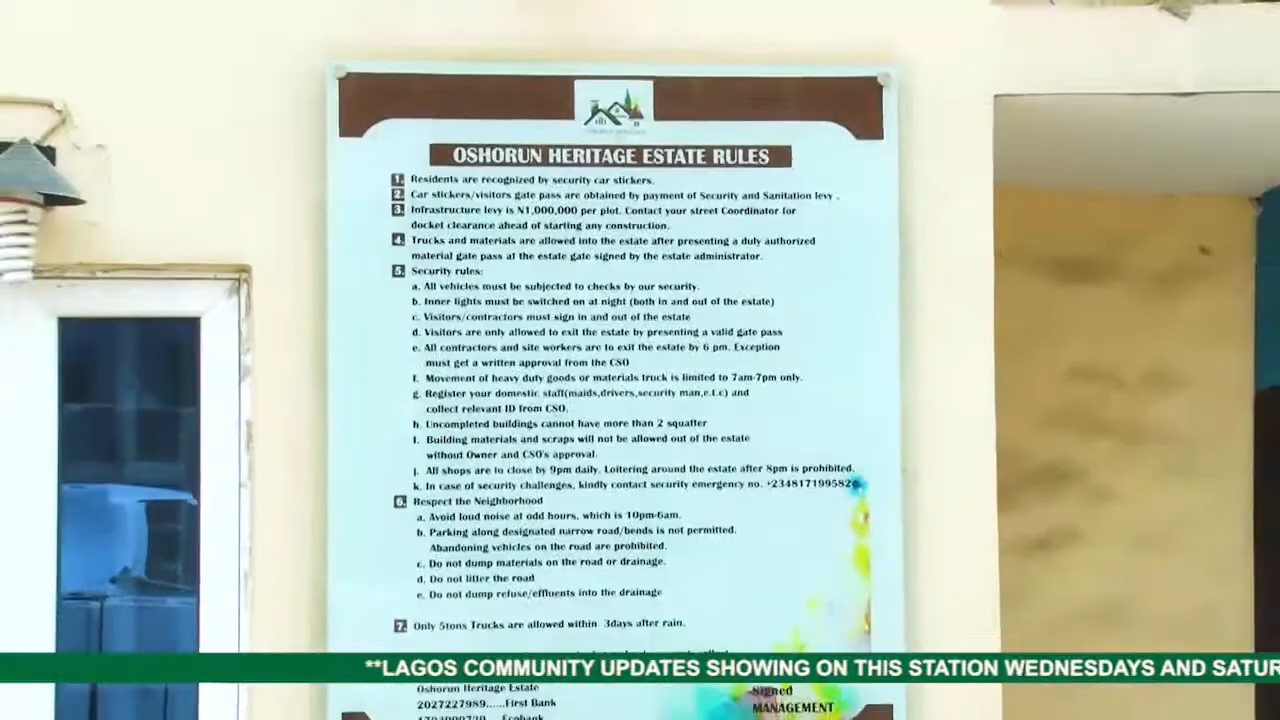 OSHORUN HERITAGE ESTATE RULES
1. Residents are recognized by security car stickers.
2. Car stickers/visitors gate pass are obtained by payment of Security and Sanitation levy .
3. Infrastructure levy is N1,000,000 per plot. Contact your street Coordinator for
docket clearance ahead of starting any construction.
4. Trucks and materials are allowed into the estate after presenting a duly authorized
material gate pass at the estate gate signed by the estate administrator.
5. Security rules:
a. All vehicles must be subjected to checks by our security.
b. Inner lights must be switched on at night (both in and out of the estate)
c. Visitors/contractors must sign in and out of the estate
d. Visitors are only allowed to exit the estate by presenting a valid gate pass
e. All contractors and site workers are to exit the estate by 6 pm. Exception
must get a written approval from the CSO
f. Movement of heavy duty goods or materials truck is limited to 7am-7pm only.
g. Register your domestic staff(maids,drivers,security man,e.t.c) and
collect relevant ID from CSO.
h. Uncompleted buildings cannot have more than 2 squatter
I. Building materials and scraps will not be allowed out of the estate
without Owner and CSO's approval.
j. All shops are to close by 9pm daily. Loitering around the estate after 8pm is prohibited.
k. In case of security challenges, kindly contact security emergency no.
6. Respect the Neighborhood
a. Avoid loud noise at odd hours, which is 10pm-6am.
b. Parking along designated narrow road/bends is not permitted.
Abandoning vehicles on the road are prohibited.
c. Do not dump materials on the road or drainage.
d. Do not litter the road
e. Do not dump refuse/effluents into the drainage
7. Only 5tons Trucks are allowed within 3days after rain.
**LAGOS COMMUNITY UPDATES SHOWING ON THIS STATION WEDNESDAYS AND SATUR
Oshorun Heritage Estate
2027227989.....First Bank
Ecobank
Signed
MANAGEMENT